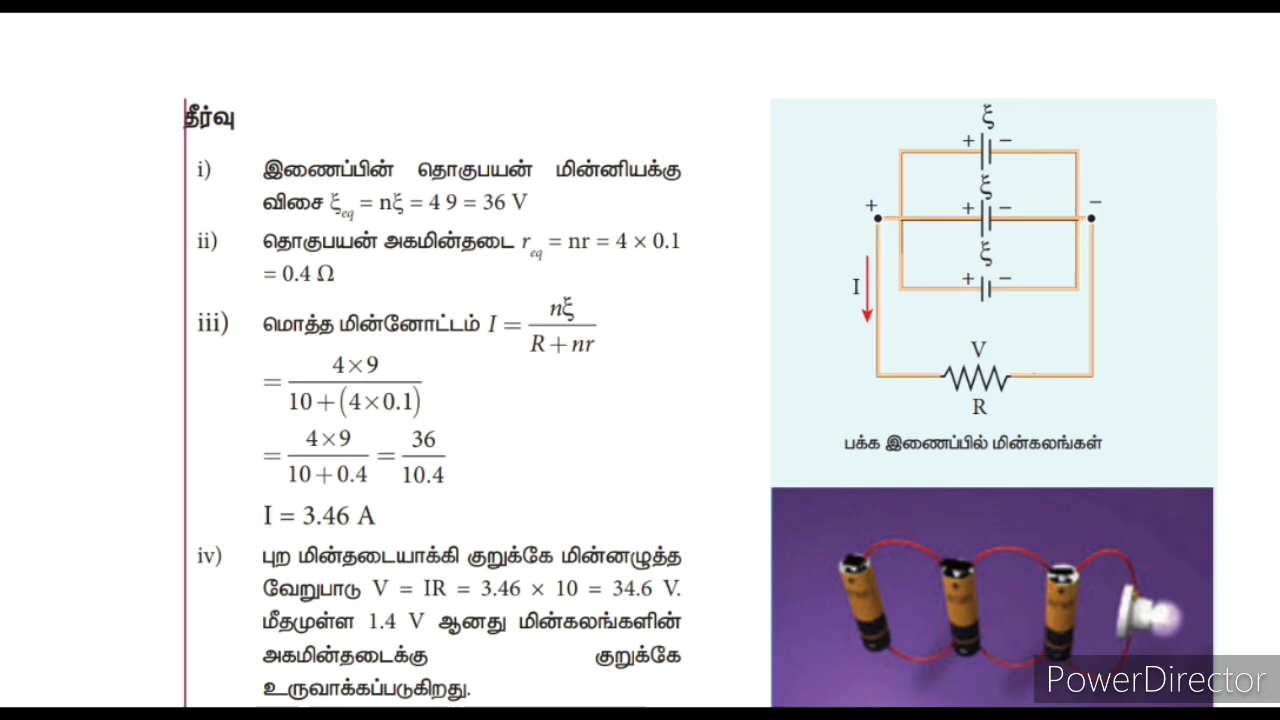 தீர்வு
i) இணைப்பின் தொகுபயன் மின்னியக்கு
விசை ξeq = nξ = 4 9 = 36 V
ii) தொகுபயன் அகமின்தடை req = nr = 4 × 0.1
= 0.4 Ω
iii) மொத்த மின்னோட்டம் I = nξ / R + nr
= 4×9 / 10+(4×0.1)
= 4×9 / 10+0.4 = 36 / 10.4
I = 3.46 A
iv) புற மின்தடையாக்கி குறுக்கே மின்னழுத்த
வேறுபாடு V = IR = 3.46 × 10 = 34.6 V.
மீதமுள்ள 1.4 V ஆனது மின்கலங்களின்
அகமின்தடைக்கு குறுக்கே
உருவாக்கப்படுகிறது.
ξ
+ −
ξ
+ + − −
ξ
+ −
I
V
R
பக்க இணைப்பில் மின்கலங்கள்
PowerDirector